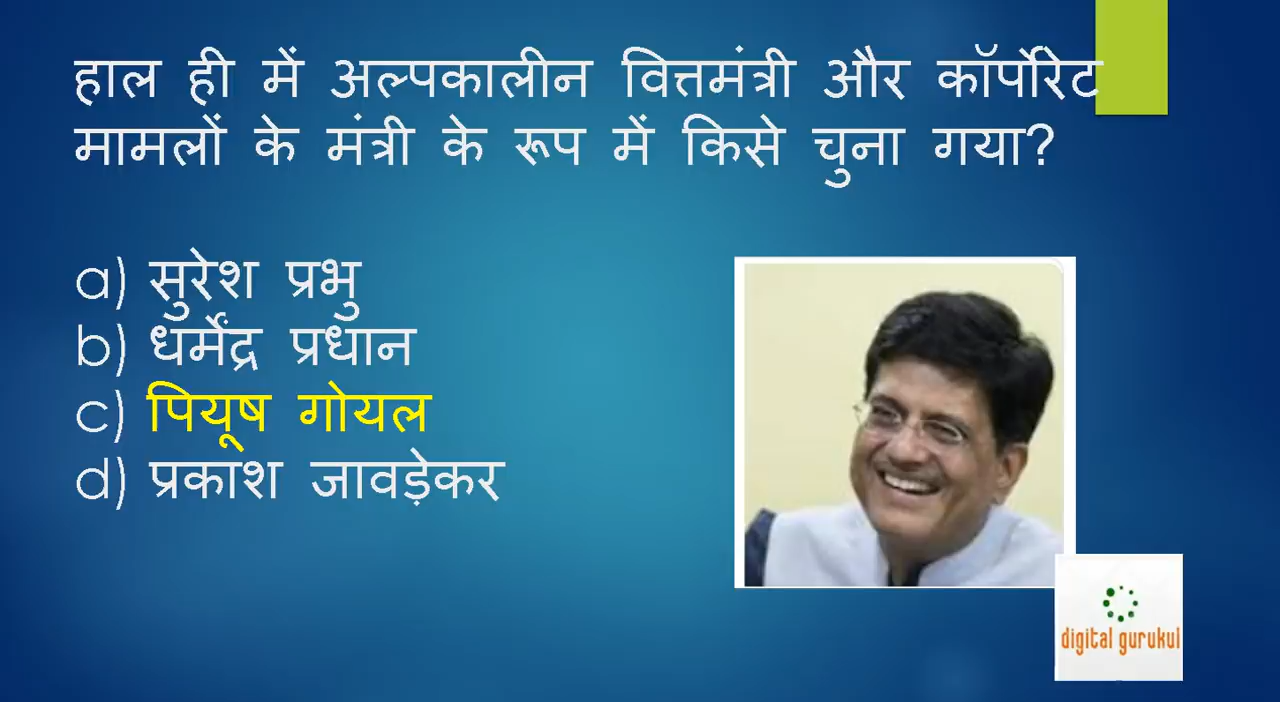 हाल ही में अल्पकालीन वित्तमंत्री और कॉर्पोरेट
मामलों के मंत्री के रूप में किसे चुना गया?
a) सुरेश प्रभु
b) धर्मेंद्र प्रधान
c) पियूष गोयल
d) प्रकाश जावड़ेकर
digital gurukul